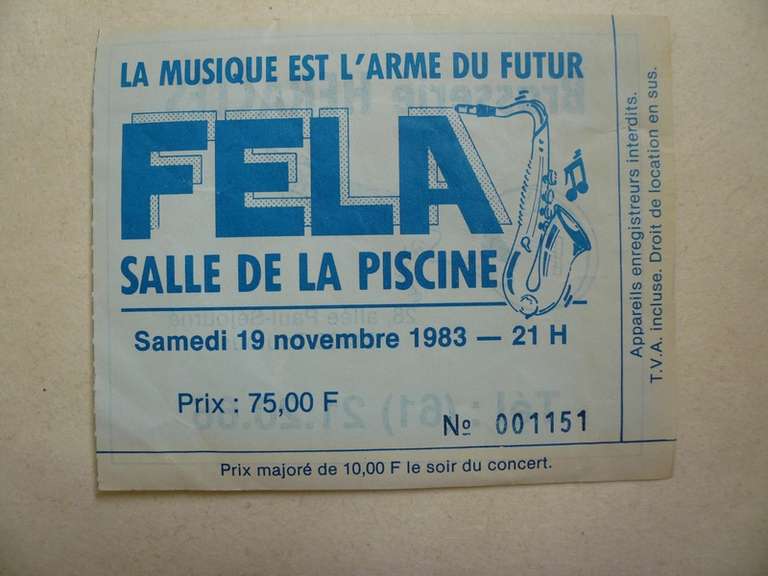 LA MUSIQUE EST L'ARME DU FUTUR
FELA
SALLE DE LA PISCINE
Samedi 19 novembre 1983 — 21 H
Prix : 75,00 F
Nº 001151
Prix majoré de 10,00 F le soir du concert.
Appareils enregistreurs interdits.
T.V.A. incluse. Droit de location en sus.